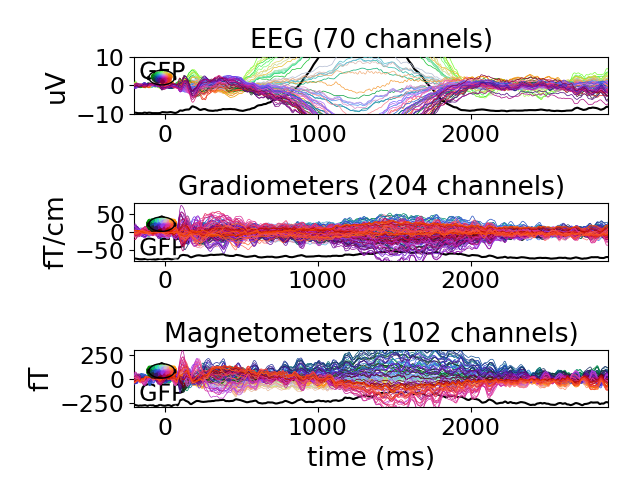 EEG (70 channels)
10
0
−10
uV
GFP
0
1000
2000
Gradiometers (204 channels)
50
0
−50
fT/cm
GFP
0
1000
2000
Magnetometers (102 channels)
250
0
−250
fT
GFP
0
1000
2000
time (ms)